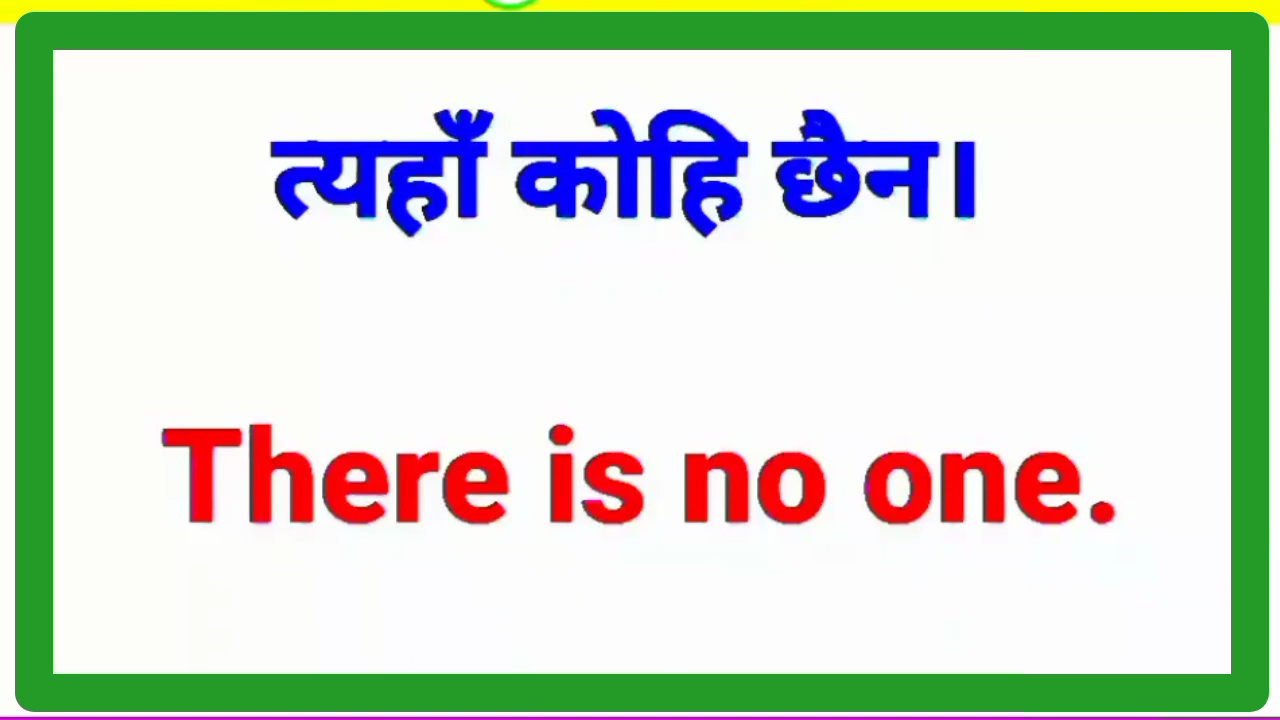 त्यहाँ कोहि छैन।
There is no one.